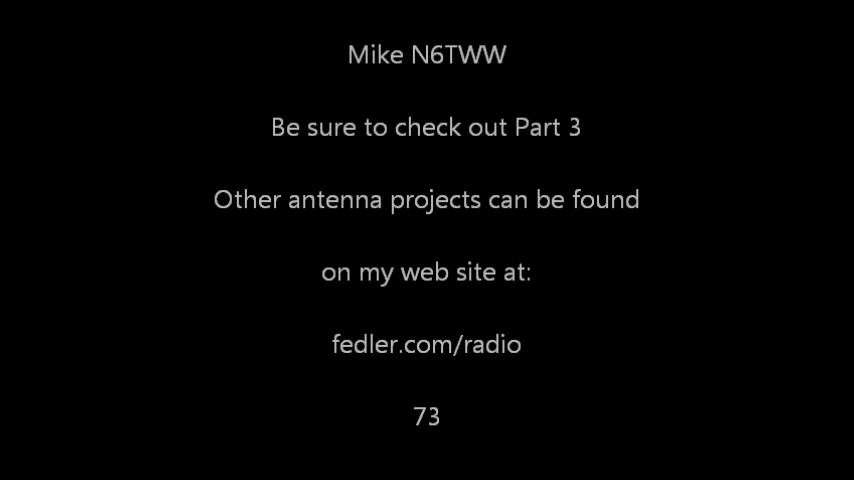 Mike N6TWW
Be sure to check out Part 3
Other antenna projects can be found
on my web site at:
fedler.com/radio
73